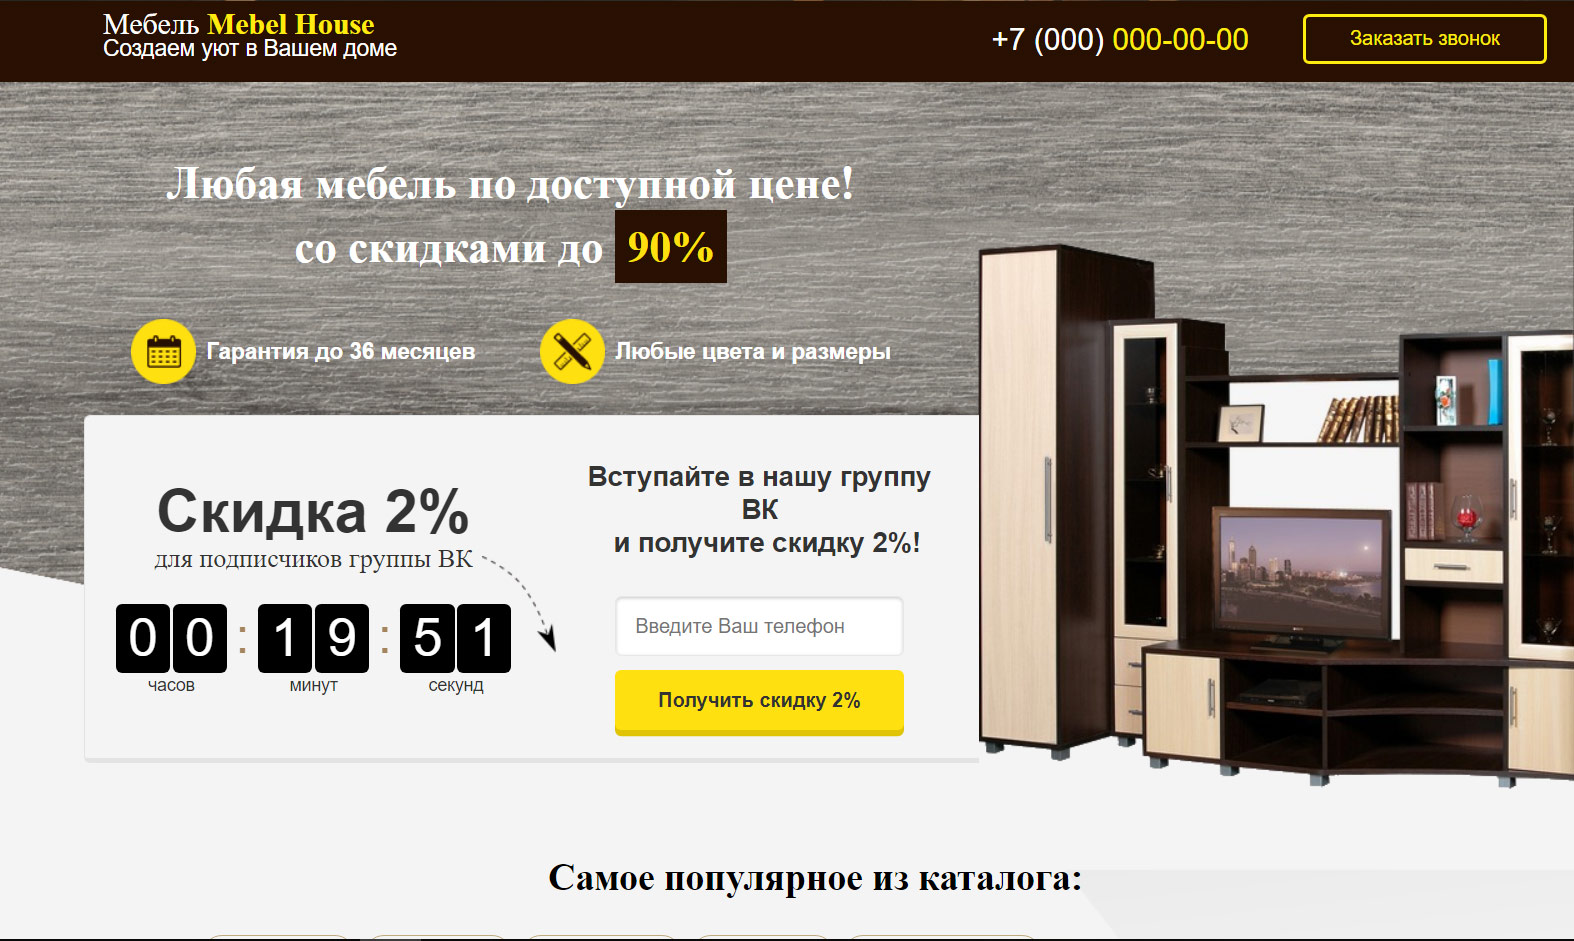 Мебель Mebel House
Создаем уют в Вашем доме
+7 (000) 000-00-00
Заказать звонок
Любая мебель по доступной цене!
со скидками до 90%
Гарантия до 36 месяцев
Любые цвета и размеры
Скидка 2%
для подписчиков группы ВК
00 : 19 : 51
часов минут секунд
Вступайте в нашу группу
ВК
и получите скидку 2%!
Введите Ваш телефон
Получить скидку 2%
Самое популярное из каталога: